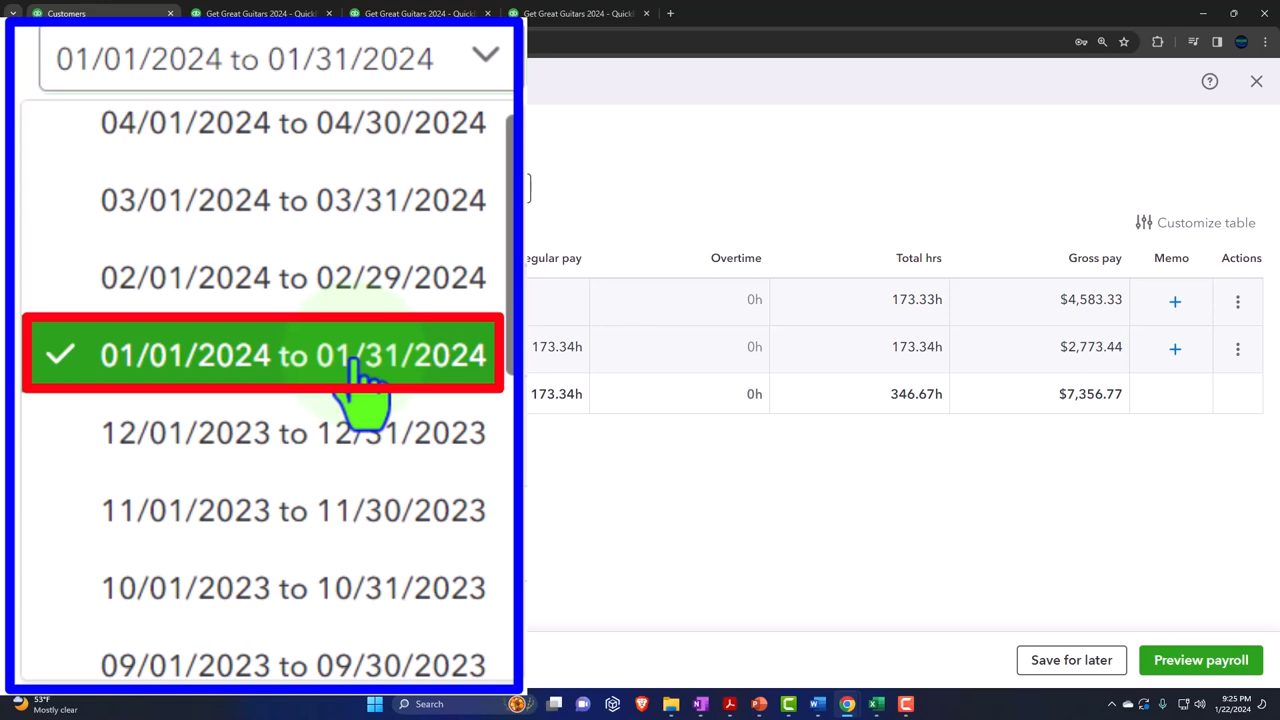 Customers
Get Great Guitars 2024 - Quick
Get Great Guitars 2024 - Quick
Get Great Guitars 2024 - Quick
01/01/2024 to 01/31/2024
04/01/2024 to 04/30/2024
03/01/2024 to 03/31/2024
02/01/2024 to 02/29/2024
01/01/2024 to 01/31/2024
12/01/2023 to 12/31/2023
11/01/2023 to 11/30/2023
10/01/2023 to 10/31/2023
09/01/2023 to 09/30/2023
Customize table
egular pay Overtime Total hrs Gross pay Memo Actions
0h 173.33h $4,583.33
173.34h 0h 173.34h $2,773.44
173.34h 0h 346.67h $7,356.77
Save for later Preview payroll
53°F
Mostly clear
Search
9:25 PM
1/22/2024